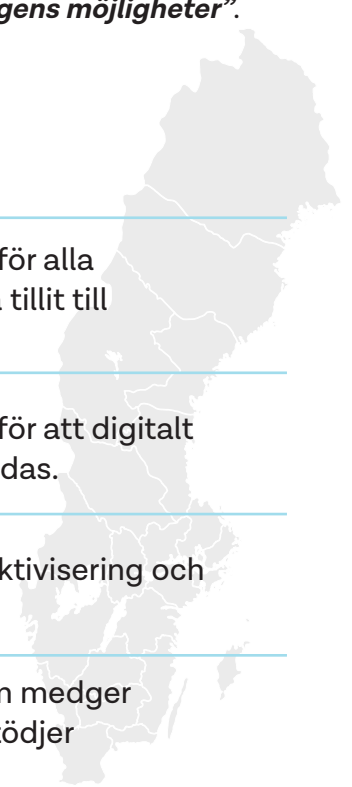 gens möjligheter”.
för alla
tillit till
för att digitalt
das.
ktivisering och
medger
tödjer